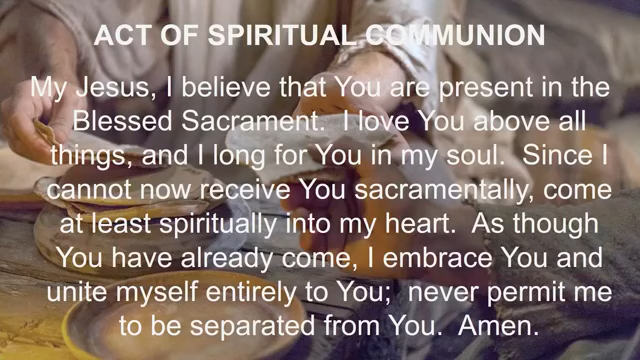 ACT OF SPIRITUAL COMMUNION
My Jesus, I believe that You are present in the
Blessed Sacrament.  I love You above all
things, and I long for You in my soul.  Since I
cannot now receive You sacramentally, come
at least spiritually into my heart.  As though
You have already come, I embrace You and
unite myself entirely to You;  never permit me
to be separated from You.  Amen.